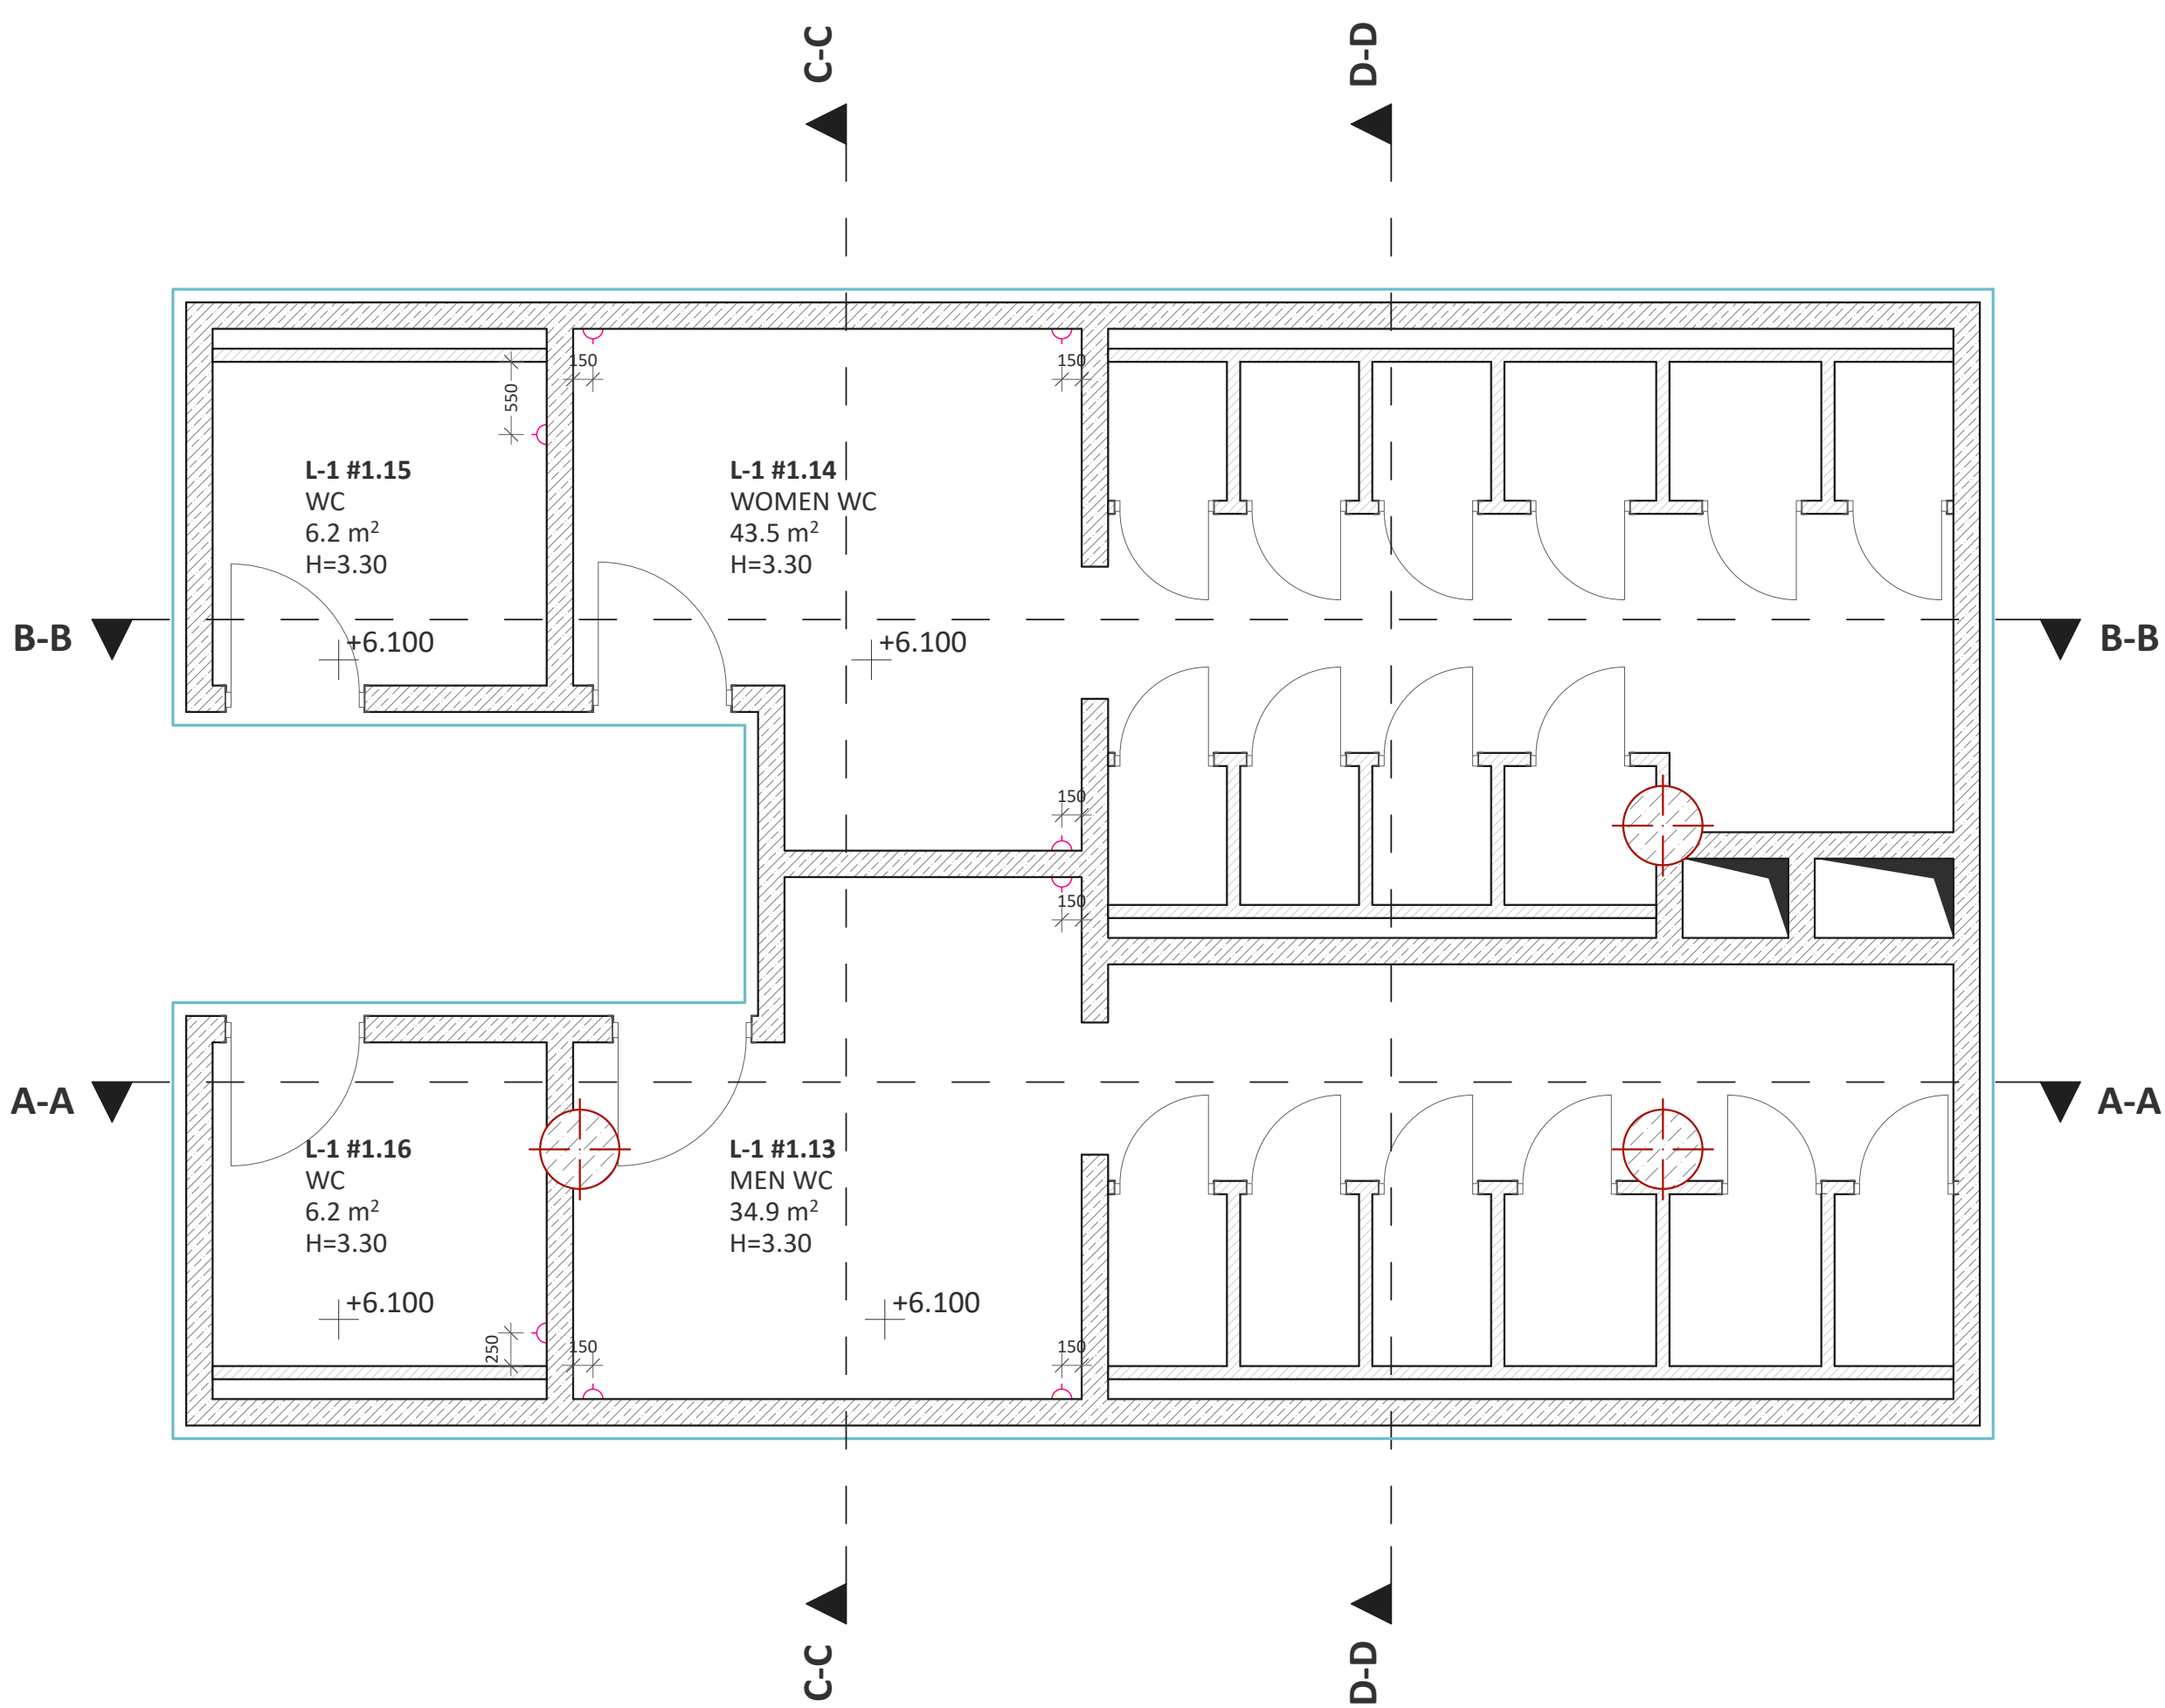 C-C
D-D
150
150
550
L-1 #1.15
WC
6.2 m²
H=3.30
L-1 #1.14
WOMEN WC
43.5 m²
H=3.30
B-B
+6.100
+6.100
B-B
150
150
A-A
A-A
L-1 #1.16
WC
6.2 m²
H=3.30
L-1 #1.13
MEN WC
34.9 m²
H=3.30
+6.100
+6.100
250
150
150
C-C
D-D